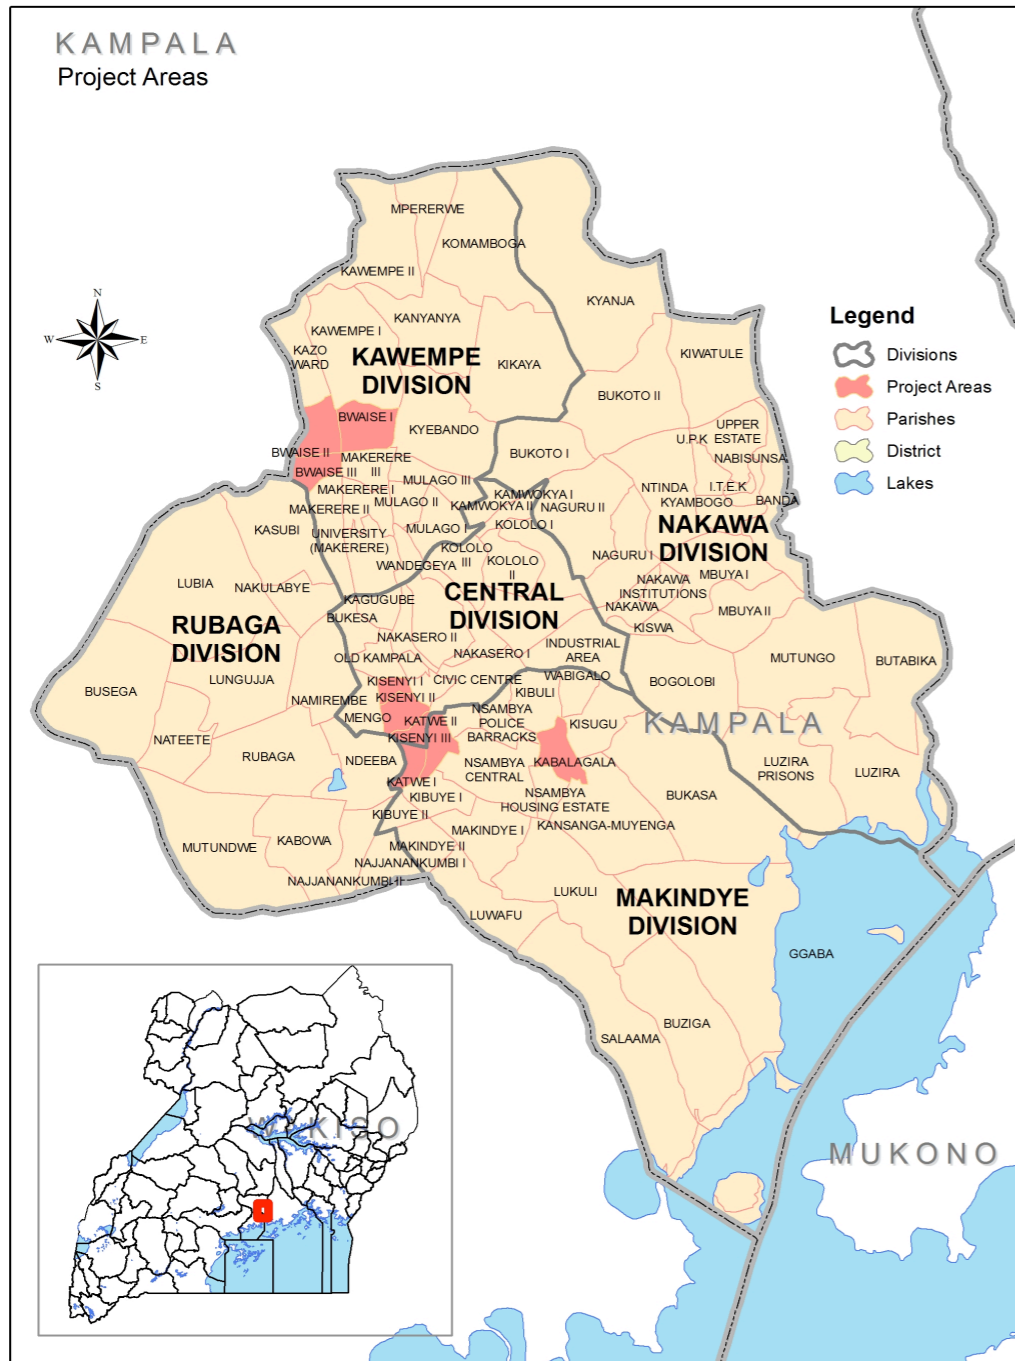 KAMPALA
Project Areas
MPERERWE
KOMAMBOGA
KAWEMPE II
KYANJA
N
W E
S
KANYANYA
KAWEMPE I
KAZO
WARD
KAWEMPE
DIVISION
KIKAYA
KIWATULE
BUKOTO II
Legend
Divisions
Project Areas
Parishes
District
Lakes
BWAISE I
KYEBANDO
UPPER
ESTATE
U.P.K
BWAISE II
MAKERERE
III
BUKOTO I
NABISUNSA
BWAISE III
MULAGO III
NTINDA
I.T.E.K
MAKERERE I
KAMWOKYA I
KYAMBOGO
BANDA
MULAGO II
KAMWOKYA II
NAGURU II
MAKERERE II
KASUBI
UNIVERSITY
(MAKERERE)
MULAGO I
KOLOLO I
NAKAWA
DIVISION
KOLOLO
III
KOLOLO
II
NAGURU I
WANDEGEYA
LUBIA
NAKULABYE
CENTRAL
DIVISION
NAKAWA
INSTITUTIONS
MBUYA I
KAGUGUBE
NAKAWA
MBUYA II
BUKESA
KISWA
RUBAGA
DIVISION
NAKASERO II
INDUSTRIAL
AREA
OLD KAMPALA
NAKASERO I
MUTUNGO
BUTABIKA
LUNGUJJA
KISENYI I
CIVIC CENTRE
WABIGALO
BOGOLOBI
BUSEGA
NAMIREMBE
KISENYI II
KIBULI
MENGO
KATWE II
NSAMBYA
POLICE
BARRACKS
KISUGU
KAMPALA
NATEETE
KISENYI III
RUBAGA
NDEEBA
NSAMBYA
CENTRAL
KABALAGALA
LUZIRA
PRISONS
LUZIRA
KATWE I
KIBUYE I
NSAMBYA
HOUSING ESTATE
BUKASA
KIBUYE II
KANSANGA-MUYENGA
MAKINDYE I
MUTUNDWE
KABOWA
MAKINDYE II
NAJJANANKUMBI I
NAJJANANKUMBI II
LUKULI
MAKINDYE
DIVISION
LUWAFU
GGABA
BUZIGA
SALAAMA
WAKISO
MUKONO